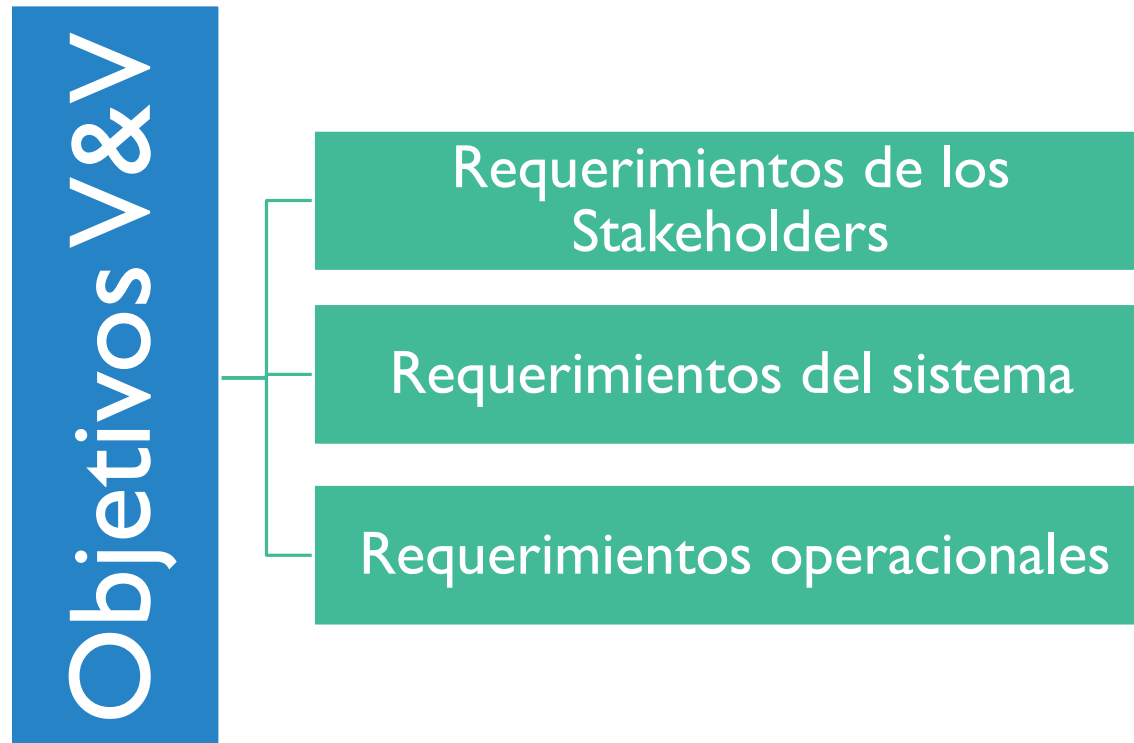 Objetivos V&V
Requerimientos de los
Stakeholders
Requerimientos del sistema
Requerimientos operacionales